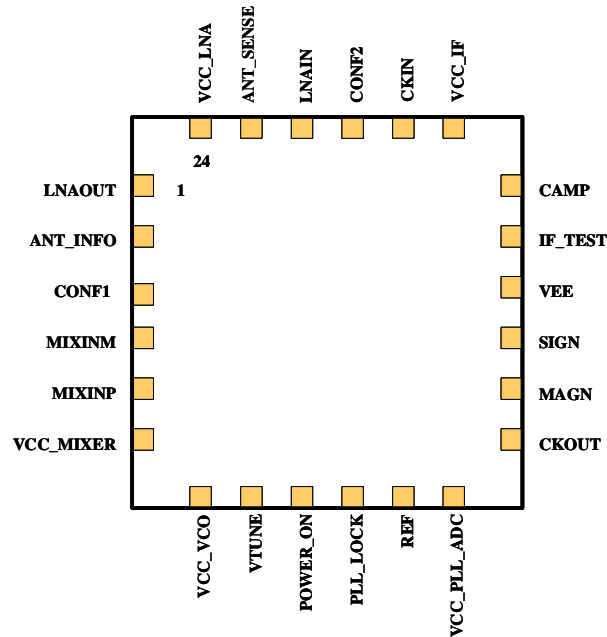 VCC_LNA
ANT_SENSE
LNAIN
CONF2
CKIN
VCC_IF
24
1
LNAOUT
ANT_INFO
CONF1
MIXINM
MIXINP
VCC_MIXER
CAMP
IF_TEST
VEE
SIGN
MAGN
CKOUT
VCC_VCO
VTUNE
POWER_ON
PLL_LOCK
REF
VCC_PLL_ADC